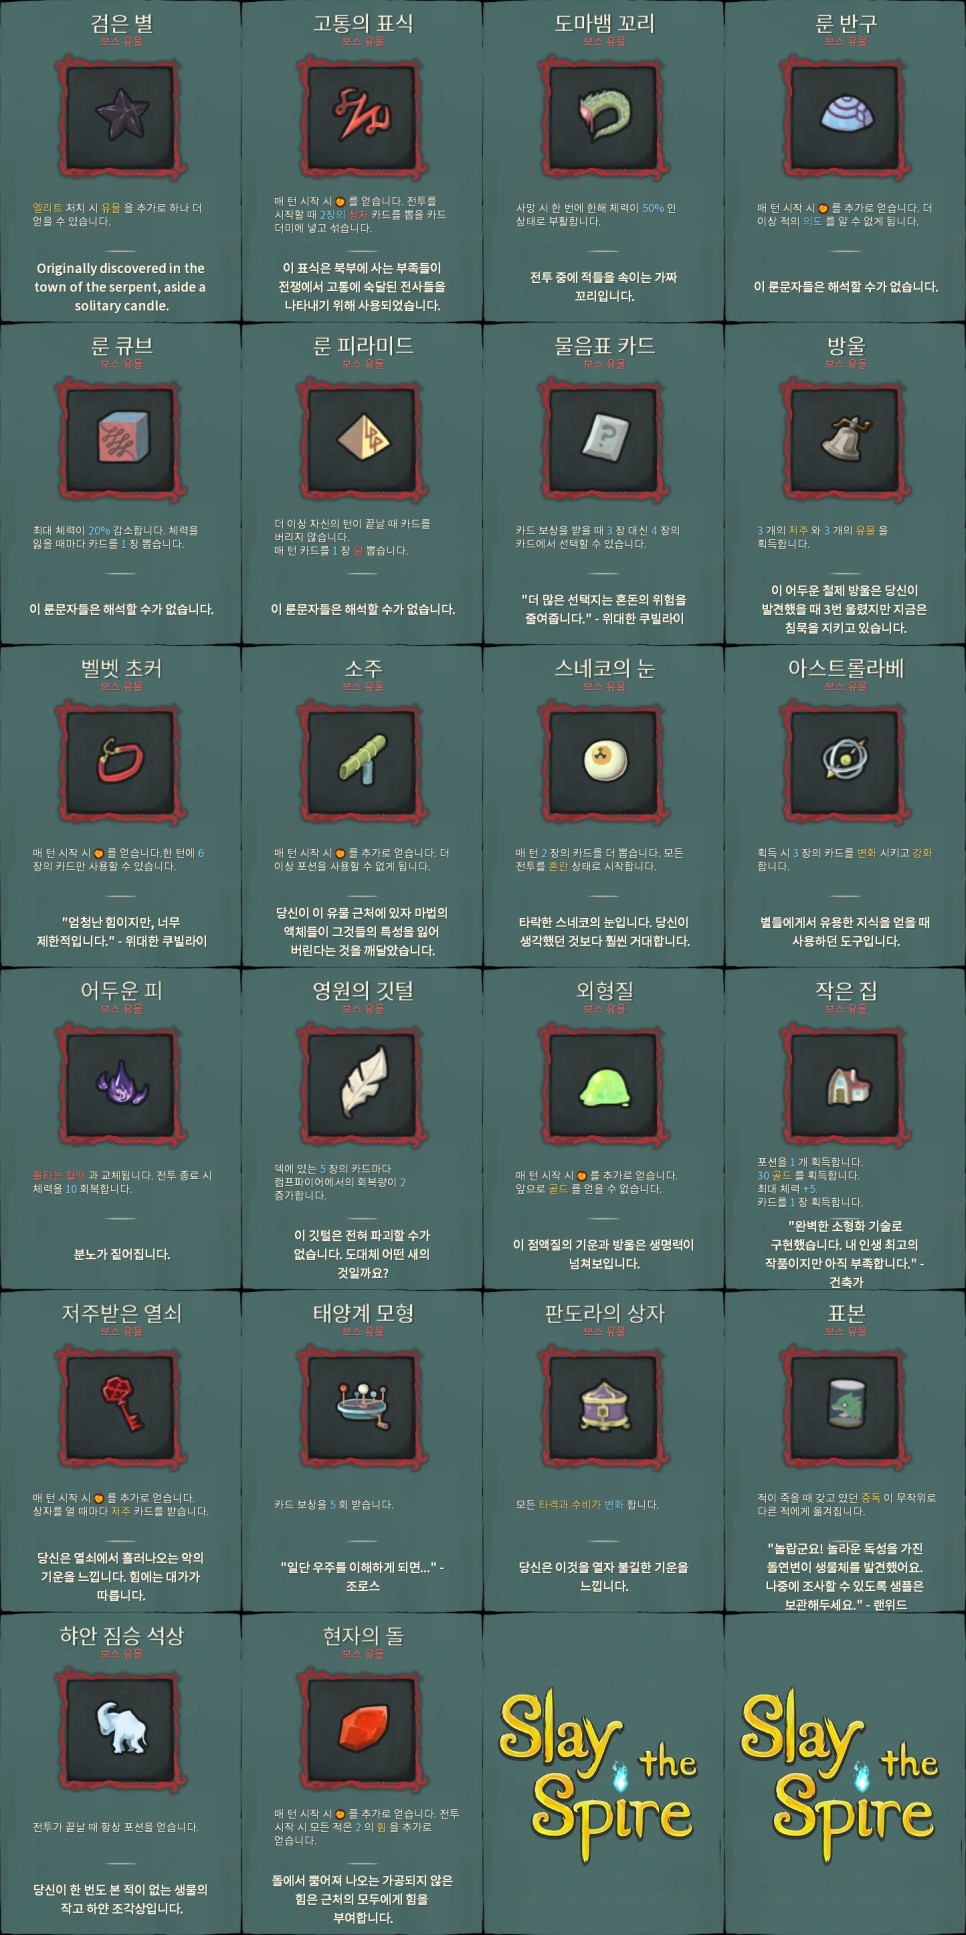 검은 별
보스 유물
엘리트 처치 시 유물 을 추가로 하나 더
얻을 수 있습니다.
Originally discovered in the
town of the serpent, aside a
solitary candle.
고통의 표식
보스 유물
매 턴 시작 시 를 얻습니다. 전투를
시작할 때 2장의 상처 카드를 뽑을 카드
더미에 넣고 섞습니다.
이 표식은 북부에 사는 부족들이
전쟁에서 고통에 숙달된 전사들을
나타내기 위해 사용되었습니다.
도마뱀 꼬리
보스 유물
사망 시 한 번에 한해 체력이 50% 인
상태로 부활합니다.
전투 중에 적들을 속이는 가짜
꼬리입니다.
룬 반구
보스 유물
매 턴 시작 시 를 추가로 얻습니다. 더
이상 적의 의도 를 알 수 없게 됩니다.
이 룬문자들은 해석할 수가 없습니다.
룬 큐브
보스 유물
최대 체력이 20% 감소합니다. 체력을
잃을 때마다 카드를 1 장 뽑습니다.
이 룬문자들은 해석할 수가 없습니다.
룬 피라미드
보스 유물
더 이상 자신의 턴이 끝날 때 카드를
버리지 않습니다.
매 턴 카드를 1 장 덜 뽑습니다.
이 룬문자들은 해석할 수가 없습니다.
물음표 카드
보스 유물
카드 보상을 받을 때 3 장 대신 4 장의
카드에서 선택할 수 있습니다.
"더 많은 선택지는 혼돈의 위험을
줄여줍니다." - 위대한 쿠빌라이
방울
보스 유물
3 개의 저주 와 3 개의 유물 을
획득합니다.
이 어두운 철제 방울은 당신이
발견했을 때 3번 울렸지만 지금은
침묵을 지키고 있습니다.
벨벳 초커
보스 유물
매 턴 시작 시 를 얻습니다.한 턴에 6
장의 카드만 사용할 수 있습니다.
"엄청난 힘이지만, 너무
제한적입니다." - 위대한 쿠빌라이
소주
보스 유물
매 턴 시작 시 를 추가로 얻습니다. 더
이상 포션을 사용할 수 없게 됩니다.
당신이 이 유물 근처에 있자 마법의
액체들이 그것들의 특성을 잃어
버린다는 것을 깨달았습니다.
스네코의 눈
보스 유물
매 턴 2 장의 카드를 더 뽑습니다. 모든
전투를 혼란 상태로 시작합니다.
타락한 스네코의 눈입니다. 당신이
생각했던 것보다 훨씬 거대합니다.
아스트롤라베
보스 유물
획득 시 3 장의 카드를 변화 시키고 강화
합니다.
별들에게서 유용한 지식을 얻을 때
사용하던 도구입니다.
어두운 피
보스 유물
불타는 혈액 과 교체됩니다. 전투 종료 시
체력을 10 회복합니다.
분노가 짙어집니다.
영원의 깃털
보스 유물
덱에 있는 5 장의 카드마다
캠프파이어에서의 회복량이 2
증가합니다.
이 깃털은 전혀 파괴할 수가
없습니다. 도대체 어떤 새의
것일까요?
외형질
보스 유물
매 턴 시작 시 를 추가로 얻습니다.
앞으로 골드 를 얻을 수 없습니다.
이 점액질의 기운과 방울은 생명력이
넘쳐보입니다.
작은 집
보스 유물
포션을 1 개 획득합니다.
30 골드 를 획득합니다.
최대 체력 +5.
카드를 1 장 획득합니다.
"완벽한 소형화 기술로
구현했습니다. 내 인생 최고의
작품이지만 아직 부족합니다." -
건축가
저주받은 열쇠
보스 유물
매 턴 시작 시 를 추가로 얻습니다.
상자를 열 때마다 저주 카드를 받습니다.
당신은 열쇠에서 흘러나오는 악의
기운을 느낍니다. 힘에는 대가가
따릅니다.
태양계 모형
보스 유물
카드 보상을 5 회 받습니다.
"일단 우주를 이해하게 되면..." -
조로스
판도라의 상자
보스 유물
모든 타격과 수비가 변화 합니다.
당신은 이것을 열자 불길한 기운을
느낍니다.
표본
보스 유물
적이 죽을 때 갖고 있던 중독 이 무작위로
다른 적에게 옮겨집니다.
"놀랍군요! 놀라운 독성을 가진
돌연변이 생물체를 발견했어요.
나중에 조사할 수 있도록 샘플은
보관해두세요." - 랜위드
하얀 짐승 석상
보스 유물
전투가 끝날 때 항상 포션을 얻습니다.
당신이 한 번도 본 적이 없는 생물의
작고 하얀 조각상입니다.
현자의 돌
보스 유물
매 턴 시작 시 를 추가로 얻습니다. 전투
시작 시 모든 적은 2 의 힘 을 추가로
얻습니다.
돌에서 뿜어져 나오는 가공되지 않은
힘은 근처의 모두에게 힘을
부여합니다.
Slay
the
Spire
Slay
the
Spire